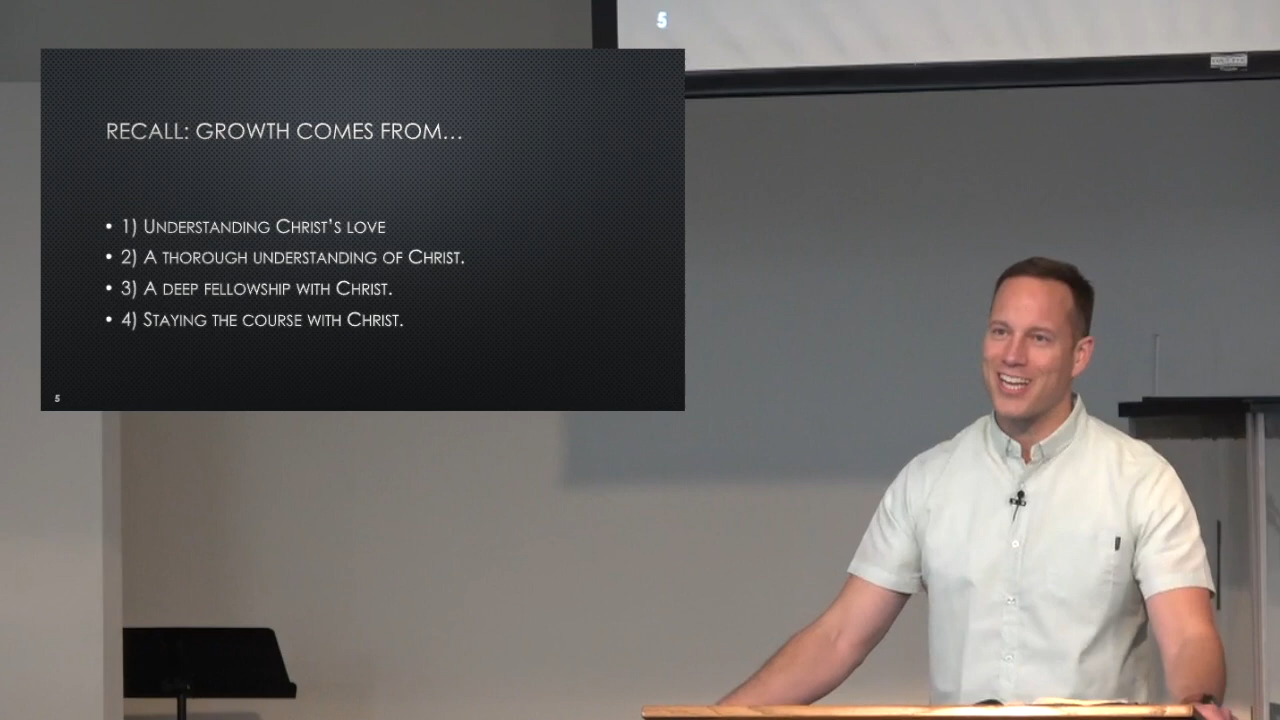 5
RECALL: GROWTH COMES FROM…
• 1) UNDERSTANDING CHRIST'S LOVE
• 2) A THOROUGH UNDERSTANDING OF CHRIST.
• 3) A DEEP FELLOWSHIP WITH CHRIST.
• 4) STAYING THE COURSE WITH CHRIST.
5